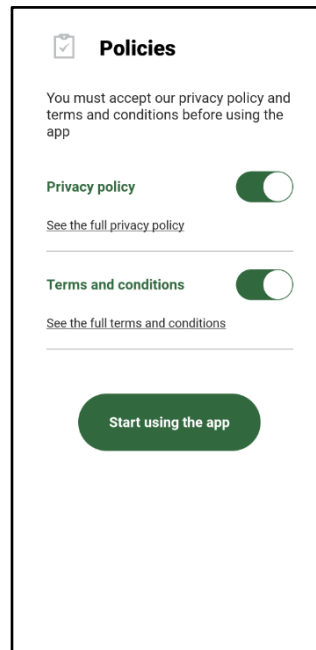 Policies
You must accept our privacy policy and
terms and conditions before using the
app
Privacy policy
See the full privacy policy
Terms and conditions
See the full terms and conditions
Start using the app